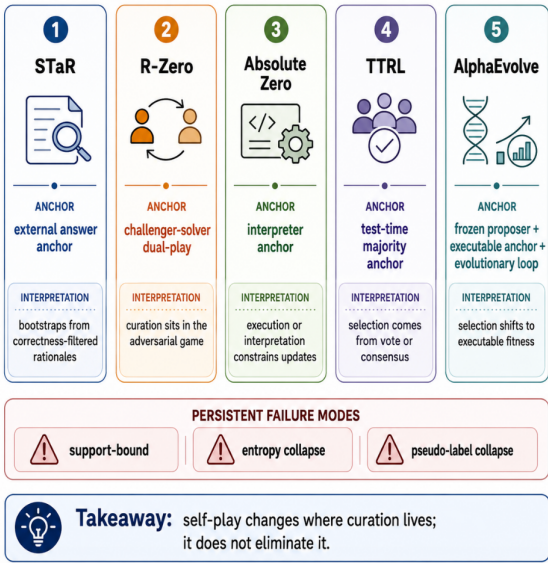 1
STaR
ANCHOR
external answer
anchor
INTERPRETATION
bootstraps from
correctness-filtered
rationales
2
R-Zero
ANCHOR
challenger-solver
dual-play
INTERPRETATION
curation sits in the
adversarial game
3
Absolute
Zero
</>
ANCHOR
interpreter
anchor
INTERPRETATION
execution or
interpretation
constrains updates
4
TTRL
ANCHOR
test-time
majority
anchor
INTERPRETATION
selection comes
from vote or
consensus
5
AlphaEvolve
ANCHOR
frozen proposer +
executable anchor +
evolutionary loop
INTERPRETATION
selection shifts to
executable fitness
PERSISTENT FAILURE MODES
support-bound
entropy collapse
pseudo-label collapse
Takeaway: self-play changes where curation lives;
it does not eliminate it.